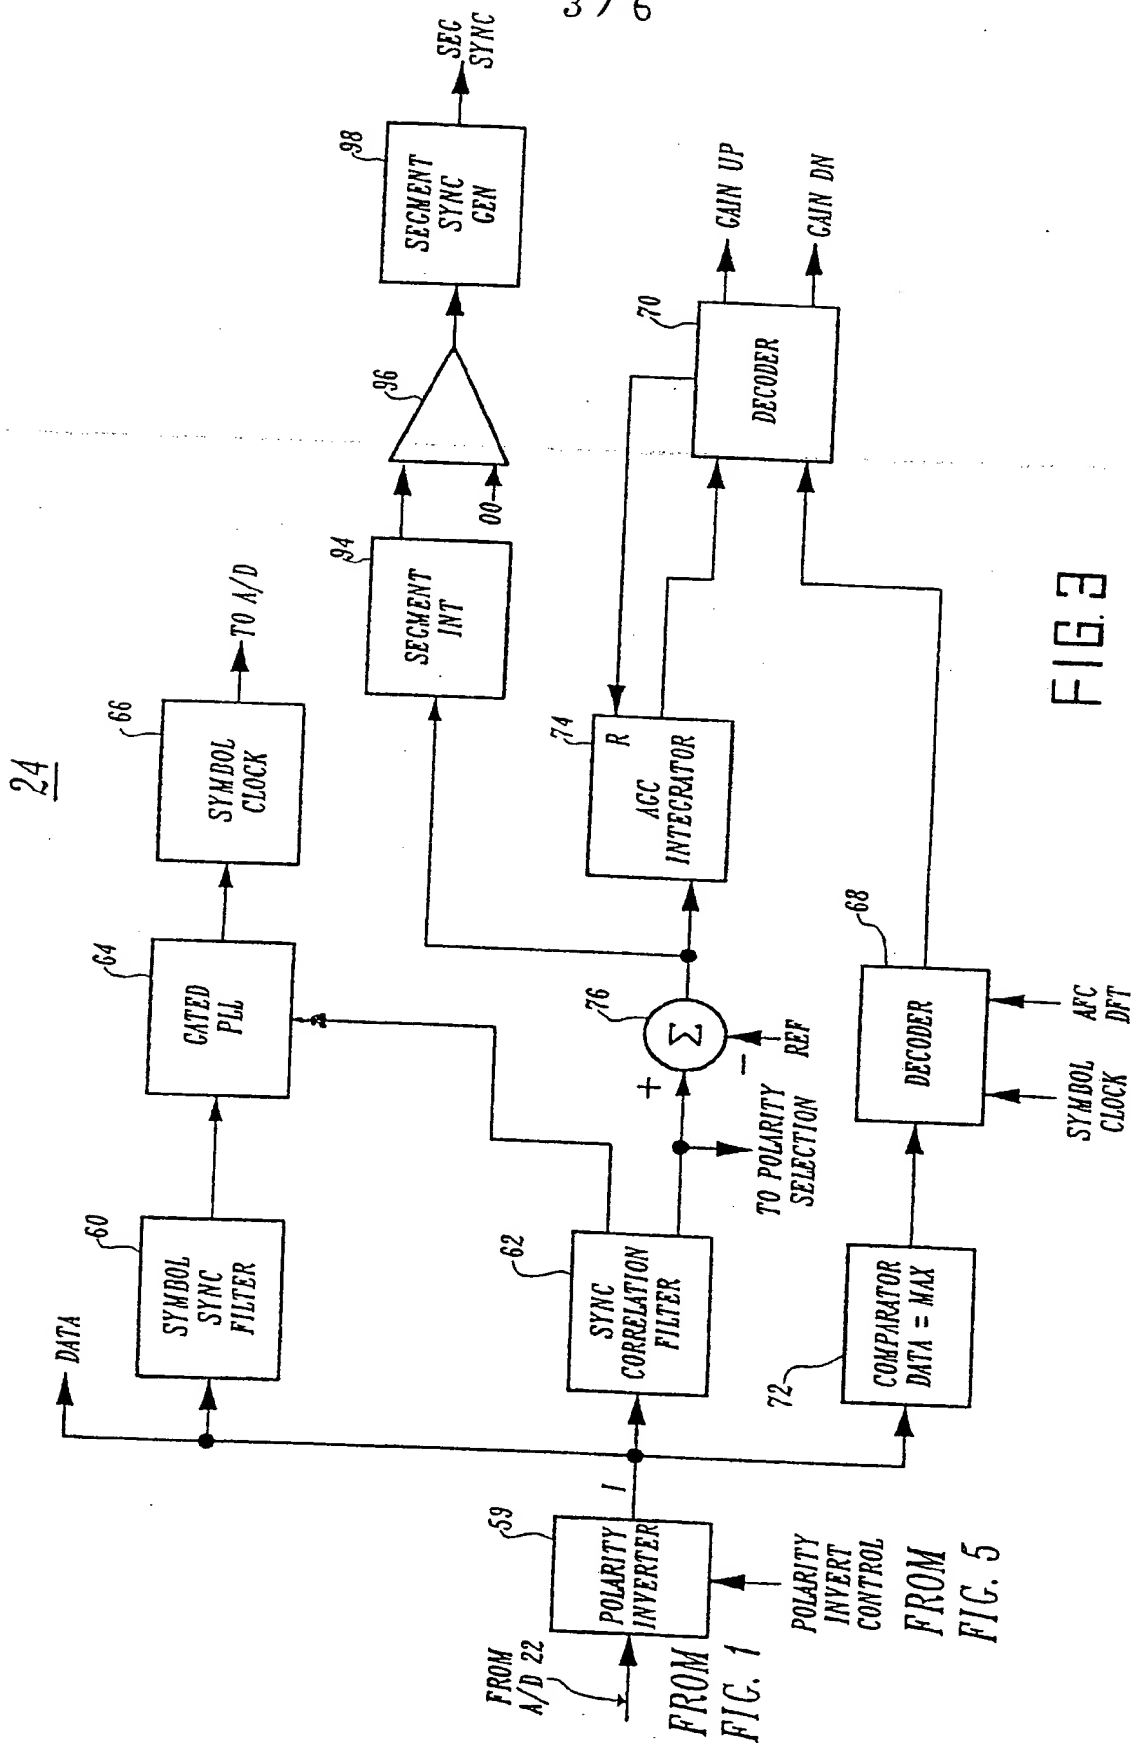 3/6
24
DATA
60
SYMBOL
SYNC
FILTER
64
GATED
PLL
66
SYMBOL
CLOCK
TO A/D
94
SEGMENT
INT
00
96
98
SEGMENT
SYNC
GEN
SEG
SYNC
FROM
A/D 22
FROM
FIG. 1
59
POLARITY
INVERTER
I
POLARITY
INVERT
CONTROL
FROM
FIG. 5
62
SYNC
CORRELATION
FILTER
TO POLARITY
SELECTION
+
Σ
76
-
REF
74
R
AGC
INTEGRATOR
70
DECODER
GAIN UP
GAIN DN
72
COMPARATOR
DATA = MAX
68
DECODER
SYMBOL
CLOCK
AFC
DFT
FIG. 3